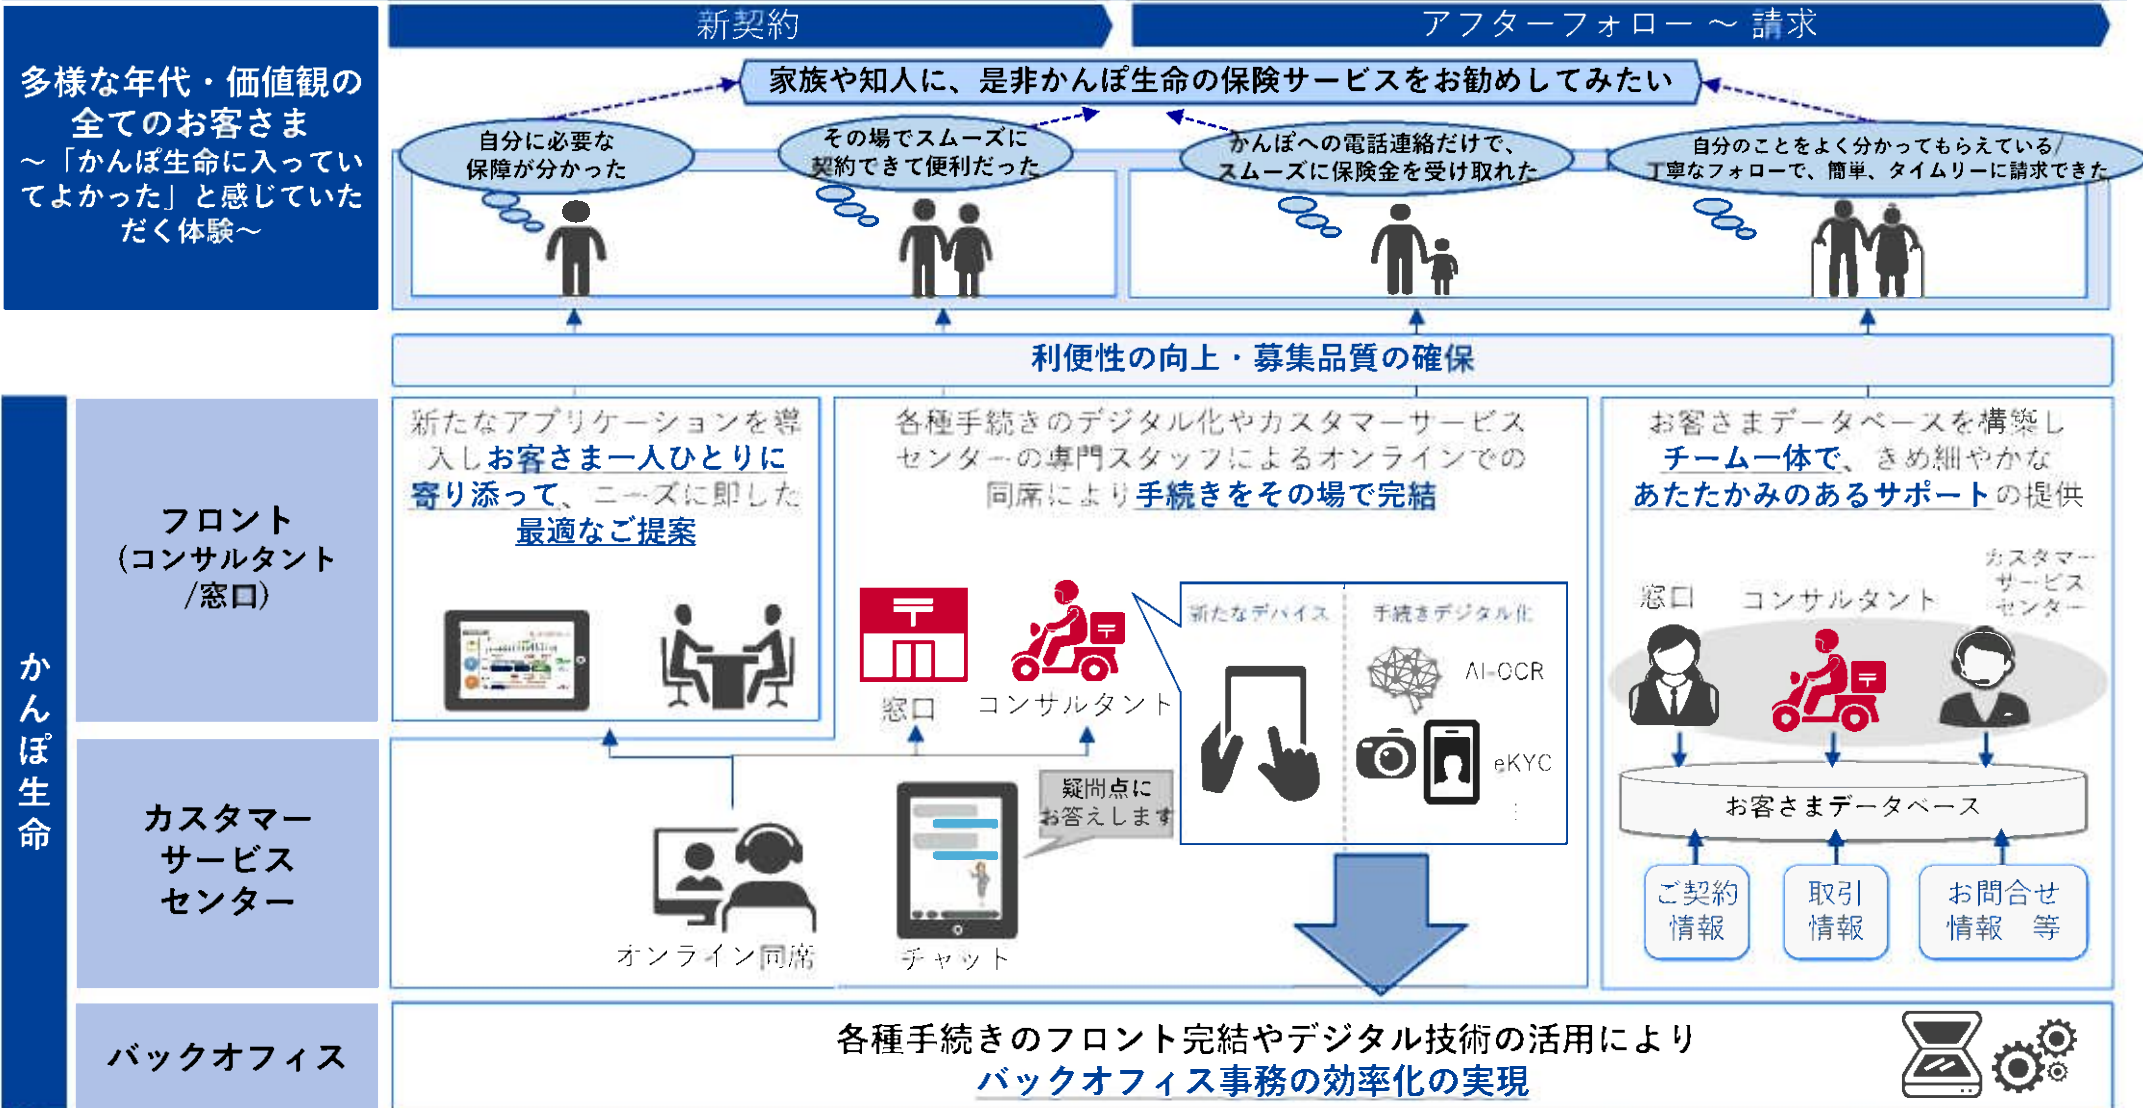 新契約
アフターフォロー ～ 請求
多様な年代・価値観の
全てのお客さま
～「かんぽ生命に入ってい
てよかった」と感じていた
だく体験～
家族や知人に、是非かんぽ生命の保険サービスをお勧めしてみたい
自分に必要な
保障が分かった
その場でスムーズに
契約できて便利だった
かんぽへの電話連絡だけで、
スムーズに保険金を受け取れた
自分のことをよく分かってもらえている/
丁寧なフォローで、簡単、タイムリーに請求できた
利便性の向上・募集品質の確保
かんぽ生命
フロント
(コンサルタント
/窓口)
新たなアプリケーションを導
入しお客さま一人ひとりに
寄り添って、ニーズに即した
最適なご提案
各種手続きのデジタル化やカスタマーサービス
センターの専門スタッフによるオンラインでの
同席により手続きをその場で完結
窓口
コンサルタント
新たなデバイス
手続きデジタル化
AI-OCR
eKYC
⋮
お客さまデータベースを構築し
チーム一体で、きめ細やかな
あたたかみのあるサポートの提供
窓口
コンサルタント
カスタマー
サービス
センター
お客さまデータベース
ご契約
情報
取引
情報
お問合せ
情報 等
カスタマー
サービス
センター
オンライン同席
チャット
疑問点に
お答えします
バックオフィス
各種手続きのフロント完結やデジタル技術の活用により
バックオフィス事務の効率化の実現